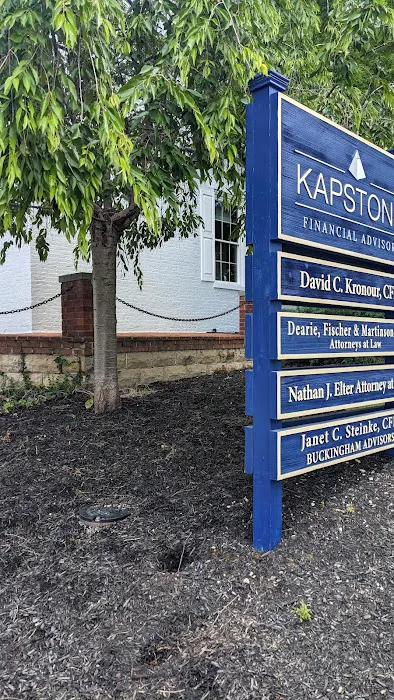 KAPSTON
FINANCIAL ADVISOR
David C. Kronour, CF
Dearie, Fischer & Martinson
Attorneys at Law
Nathan J. Elter Attorney at
Janet C. Steinke, CF
BUCKINGHAM ADVISORS